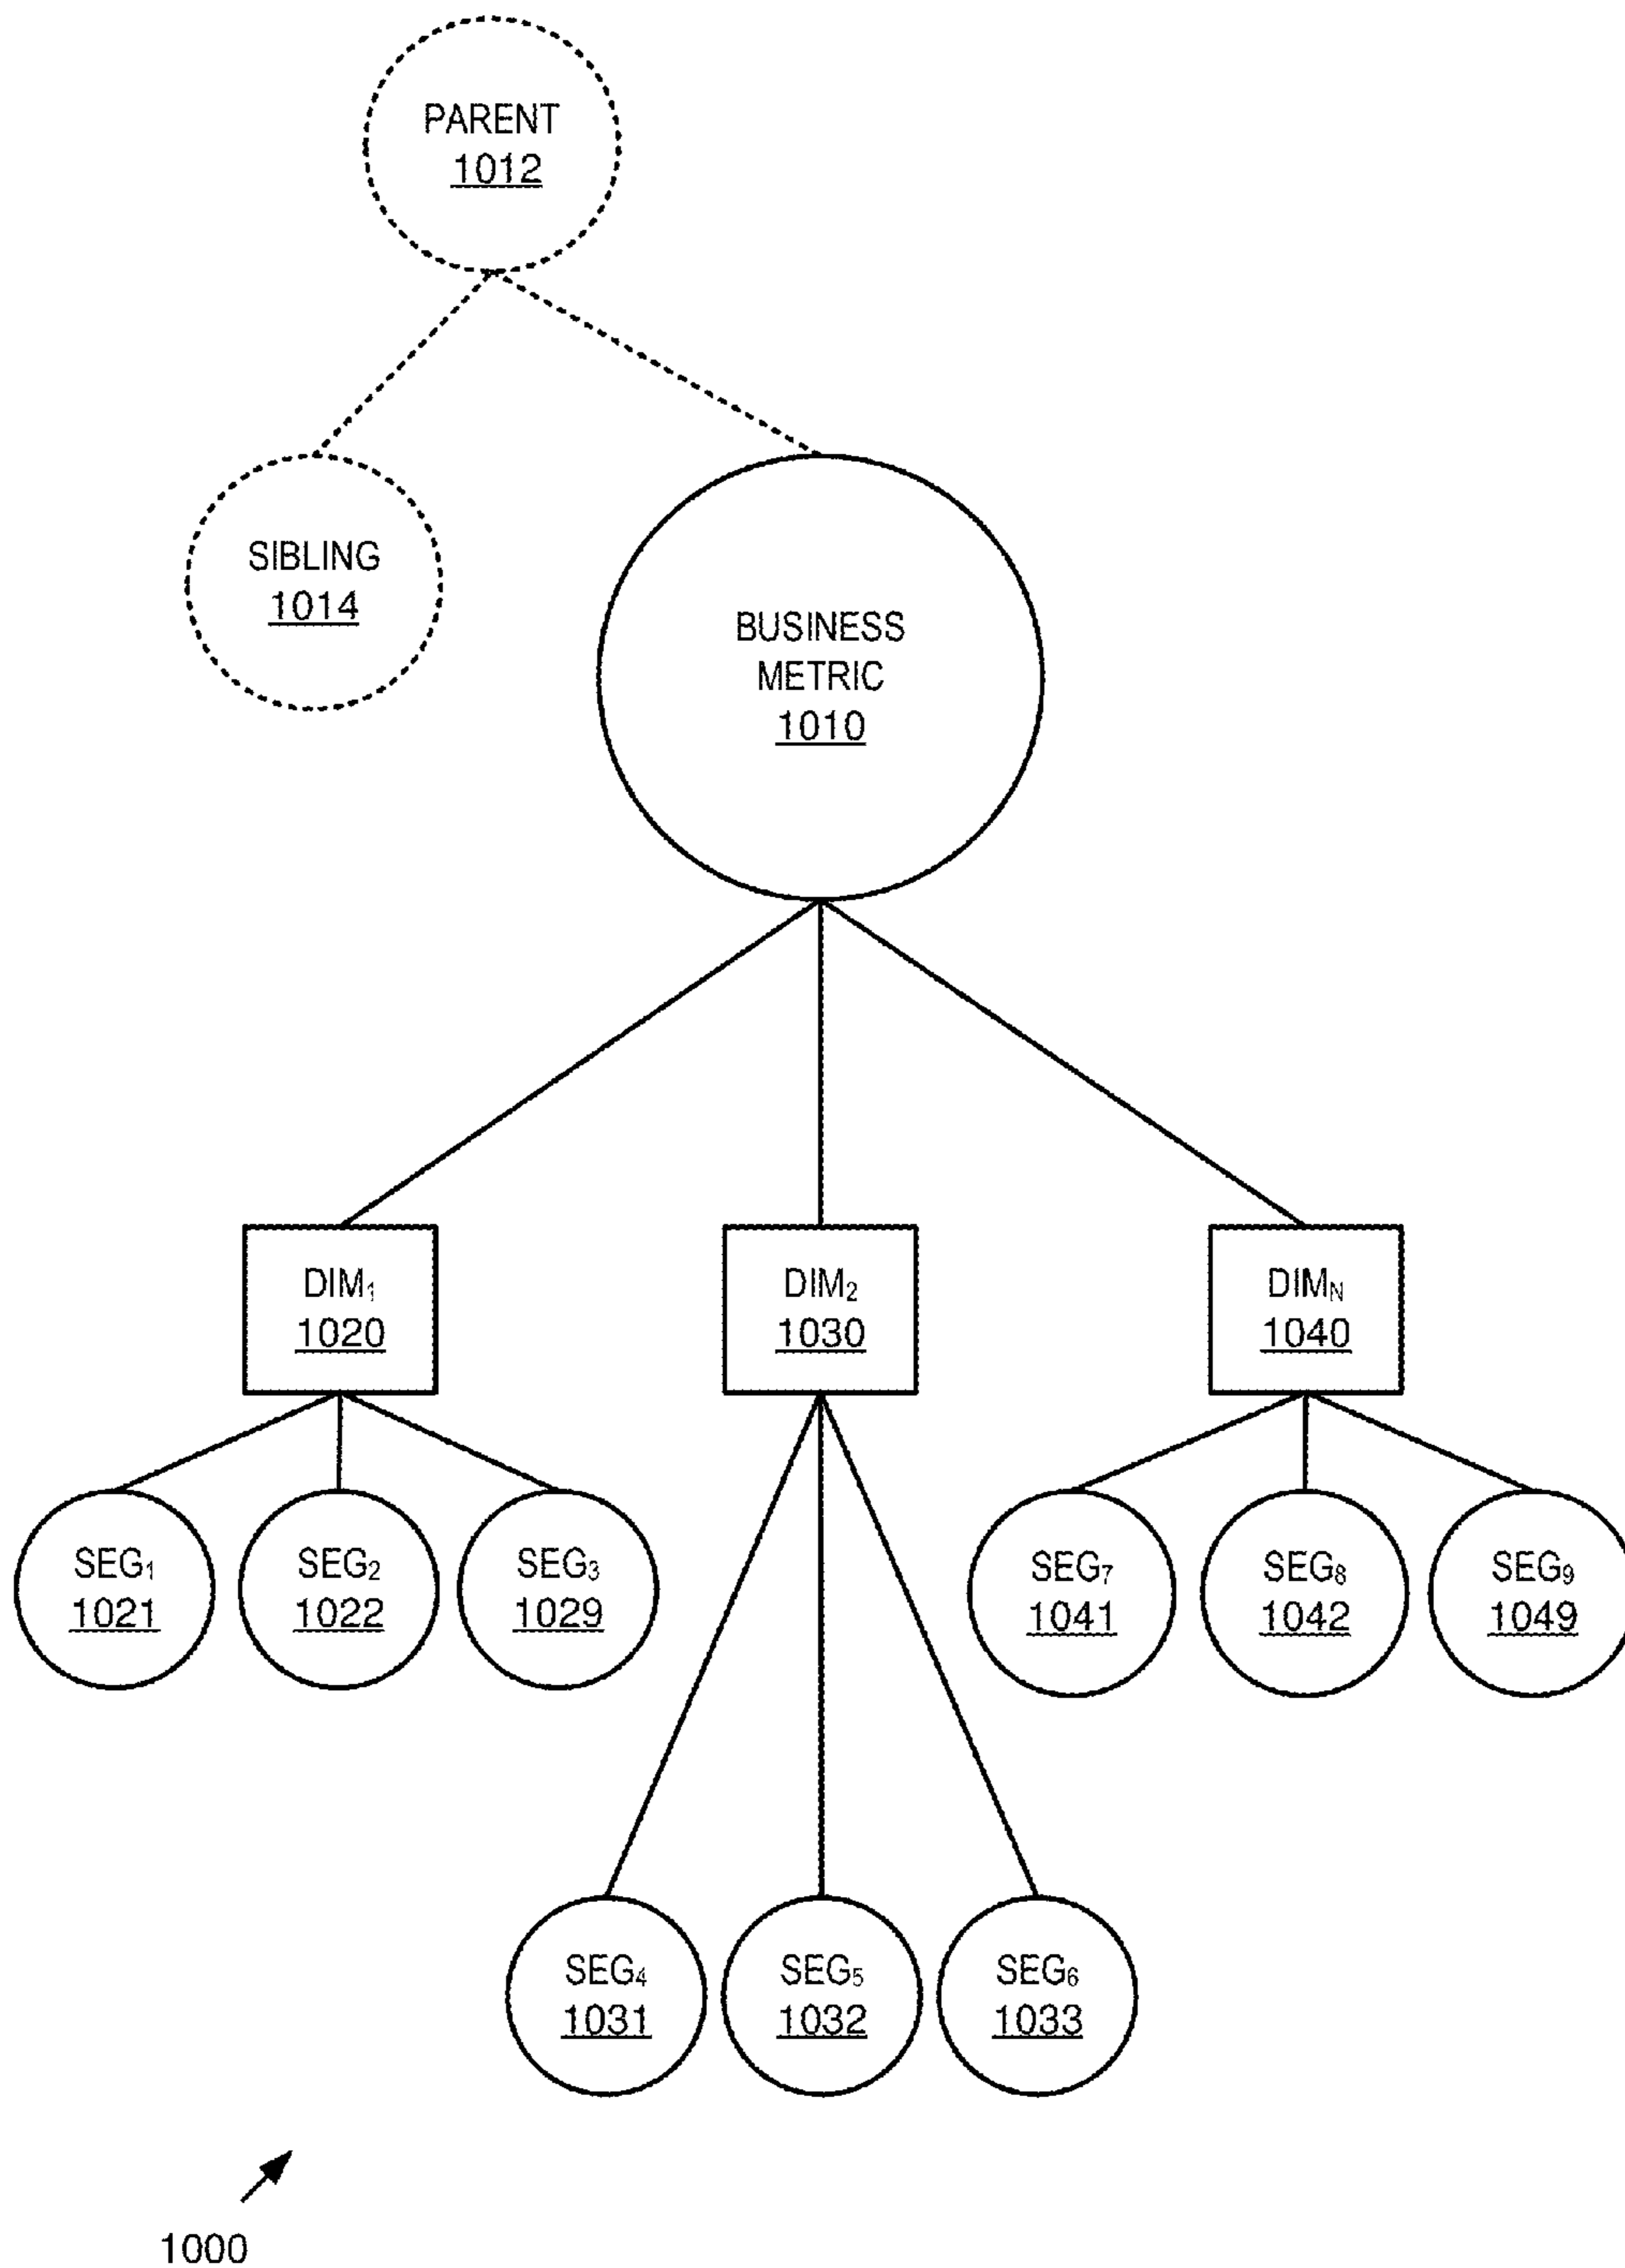 PARENT
1012
SIBLING
1014
BUSINESS
METRIC
1010
DIM₁
1020
DIM₂
1030
DIM_N
1040
SEG₁
1021
SEG₂
1022
SEG₃
1029
SEG₇
1041
SEG₈
1042
SEG₉
1049
SEG₄
1031
SEG₅
1032
SEG₆
1033
1000